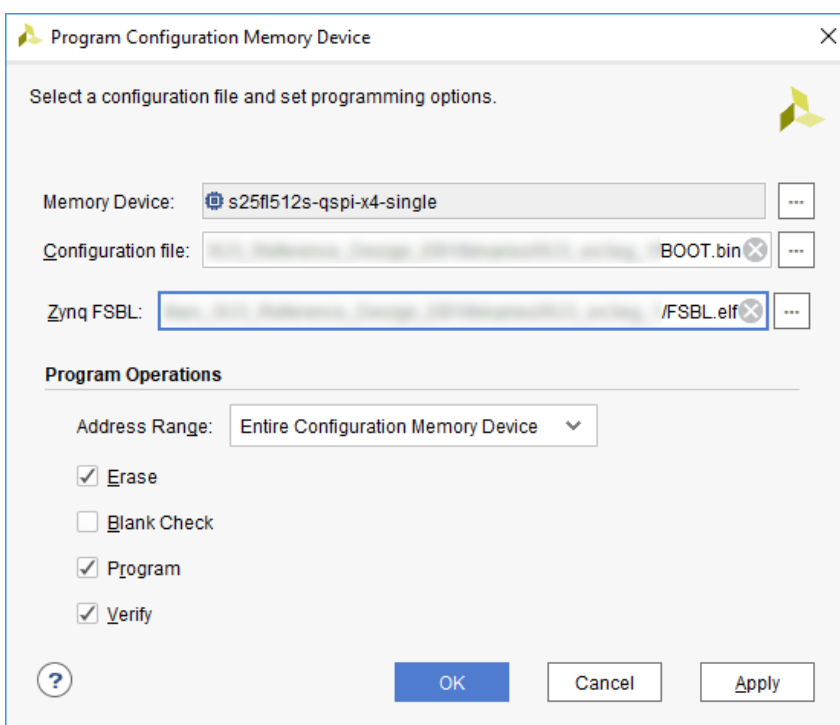 Program Configuration Memory Device
Select a configuration file and set programming options.
Memory Device: s25fl512s-qspi-x4-single ...
Configuration file: BOOT.bin ...
Zynq FSBL: /FSBL.elf ...
Program Operations
Address Range: Entire Configuration Memory Device
Erase
Blank Check
Program
Verify
? OK Cancel Apply